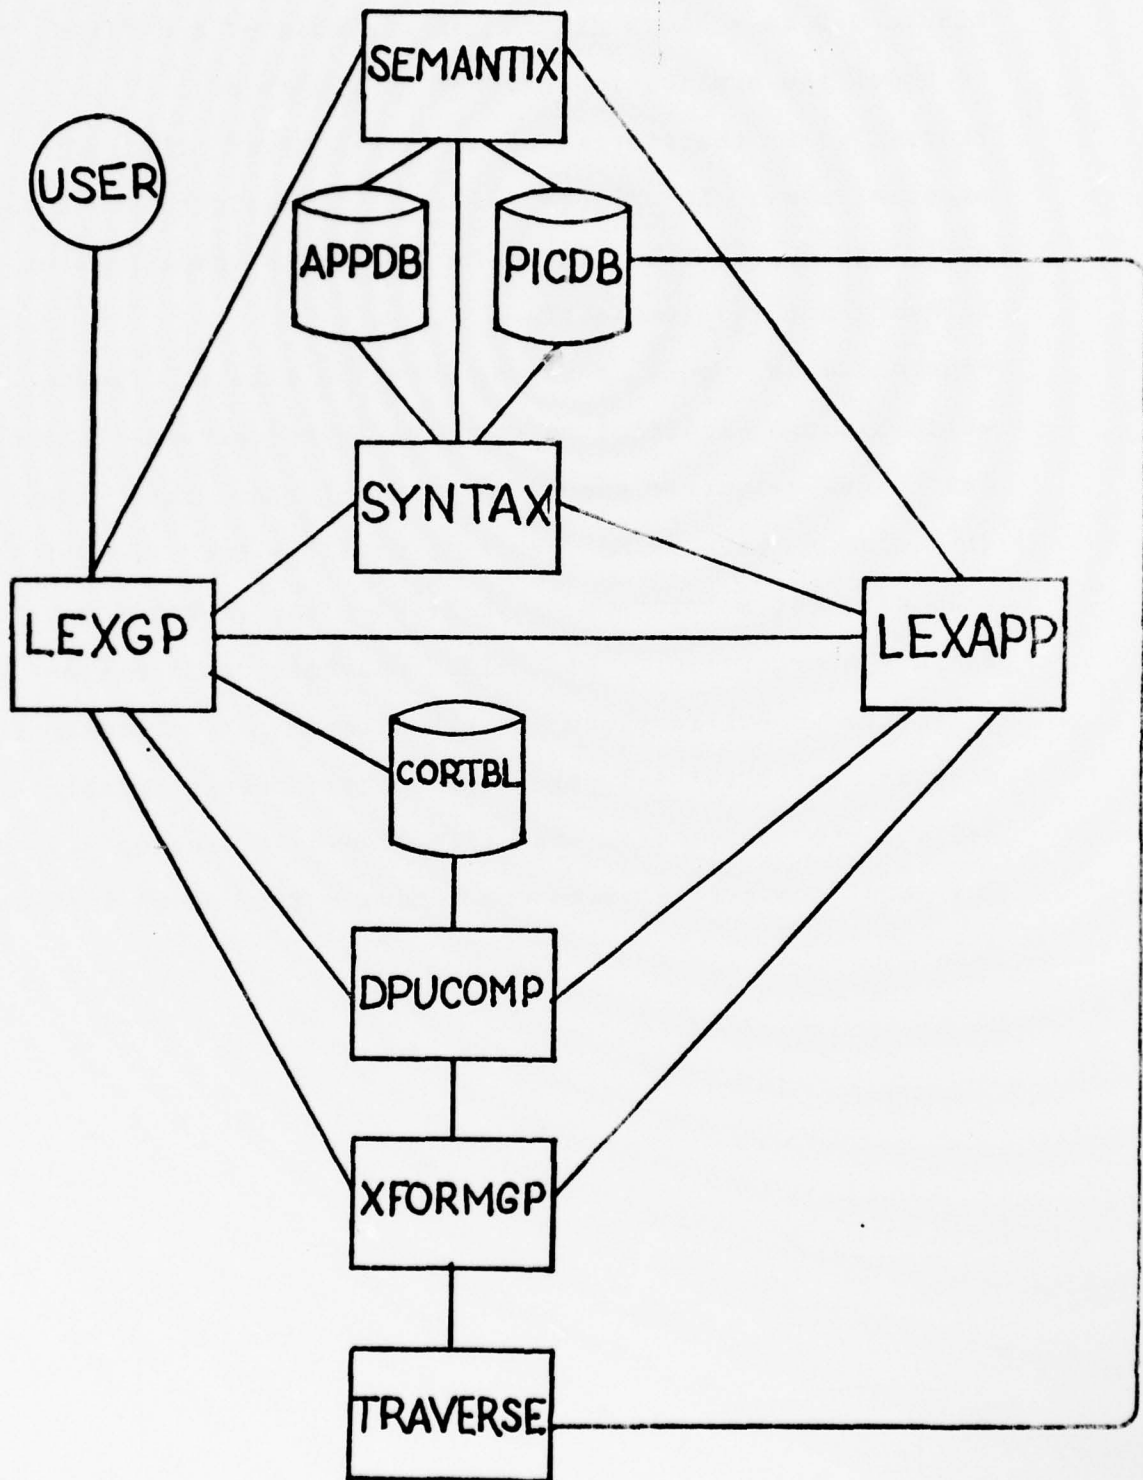 SEMANTIX
USER
APPDB
PICDB
SYNTAX
LEXGP
LEXAPP
CORTBL
DPUCOMP
XFORMGP
TRAVERSE